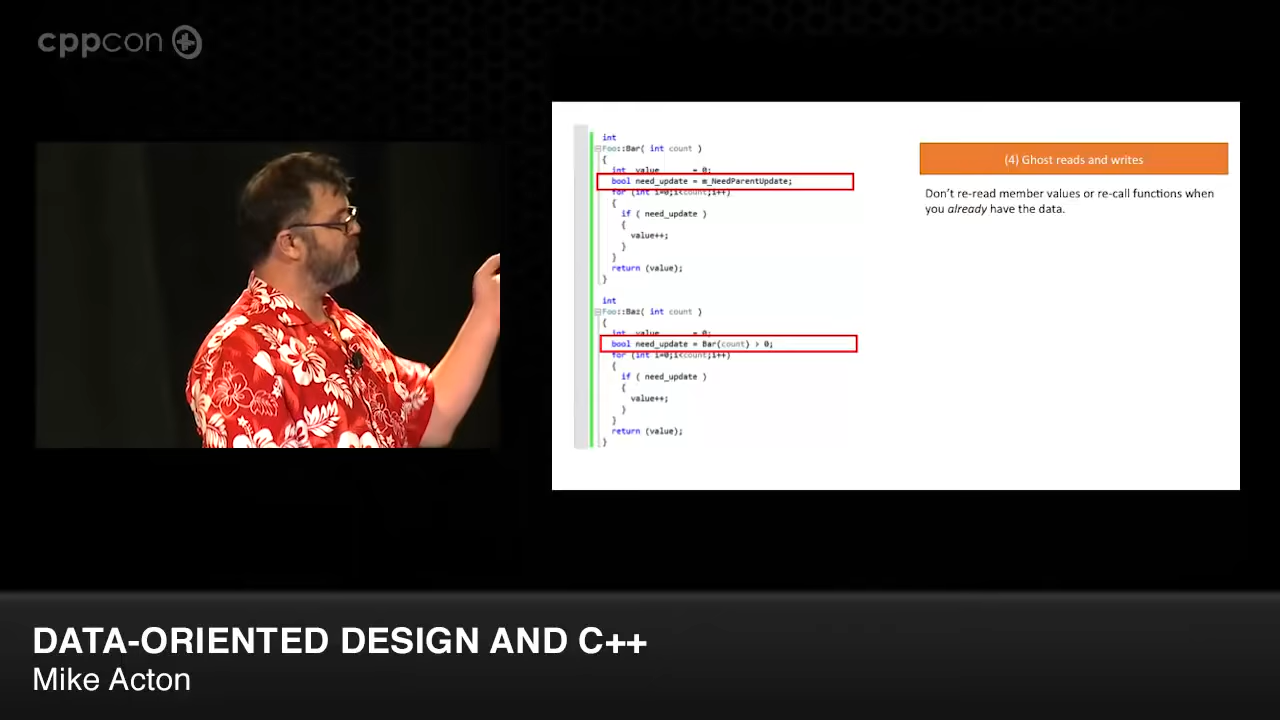 cppcon
int
Foo::Bar( int count )
{
int value = 0;
bool need_update = m_NeedParentUpdate;
for (int i=0;i<count;i++)
{
if ( need_update )
{
value++;
}
}
return (value);
}
int
Foo::Baz( int count )
{
int value = 0;
bool need_update = Bar(count) > 0;
for (int i=0;i<count;i++)
{
if ( need_update )
{
value++;
}
}
return (value);
}
(4) Ghost reads and writes
Don't re-read member values or re-call functions when
you already have the data.
DATA-ORIENTED DESIGN AND C++
Mike Acton